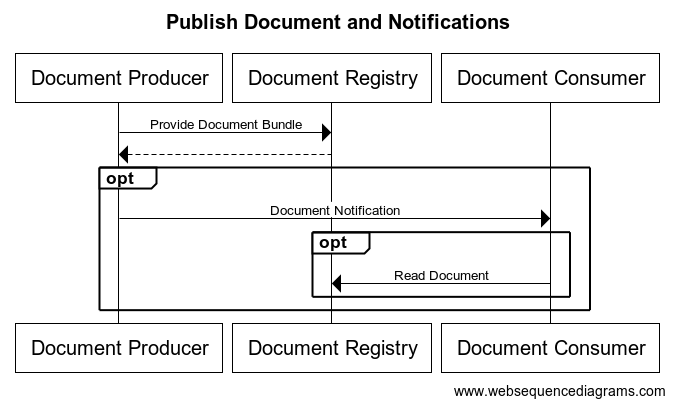 Publish Document and Notifications
Document Producer Document Registry Document Consumer
Provide Document Bundle
opt
Document Notification
opt
Read Document
Document Producer Document Registry Document Consumer
www.websequencediagrams.com